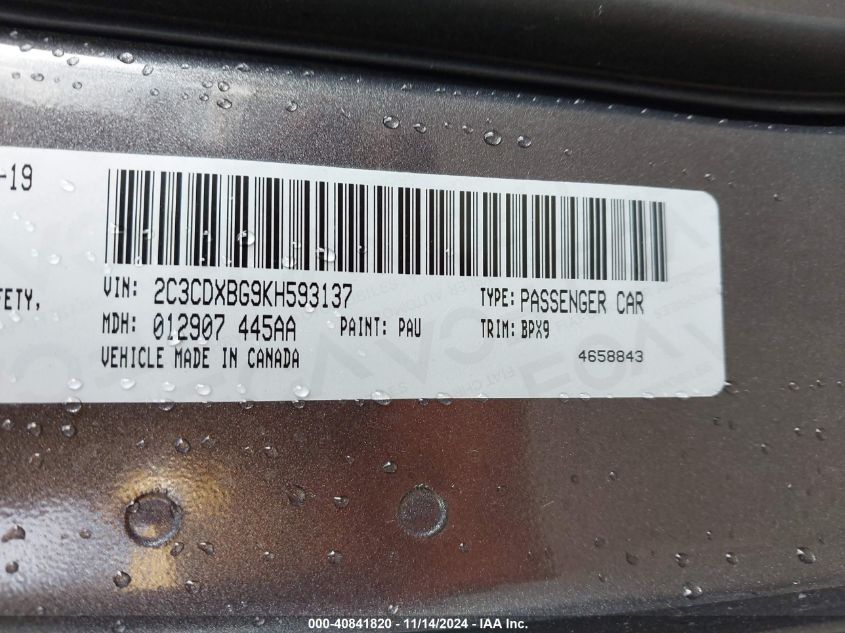 -19
FETY,
VIN: 2C3CDXBG9KH593137 TYPE: PASSENGER CAR
MDH: 012907 445AA PAINT: PAU TRIM: BPX9
VEHICLE MADE IN CANADA 4658843
000-40841820 - 11/14/2024 - IAA Inc.